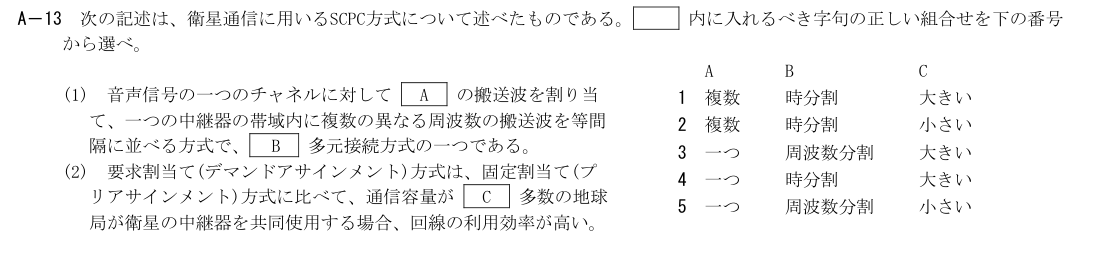 A－13　次の記述は、衛星通信に用いるSCPC方式について述べたものである。　　　内に入れるべき字句の正しい組合せを下の番号
から選べ。
(1)　音声信号の一つのチャネルに対して A の搬送波を割り当
て、一つの中継器の帯域内に複数の異なる周波数の搬送波を等間
隔に並べる方式で、 B 多元接続方式の一つである。
(2)　要求割当て(デマンドアサインメント)方式は、固定割当て(プ
リアサインメント)方式に比べて、通信容量が C 多数の地球
局が衛星の中継器を共同使用する場合、回線の利用効率が高い。
A B C
1 複数 時分割 大きい
2 複数 時分割 小さい
3 一つ 周波数分割 大きい
4 一つ 時分割 大きい
5 一つ 周波数分割 小さい